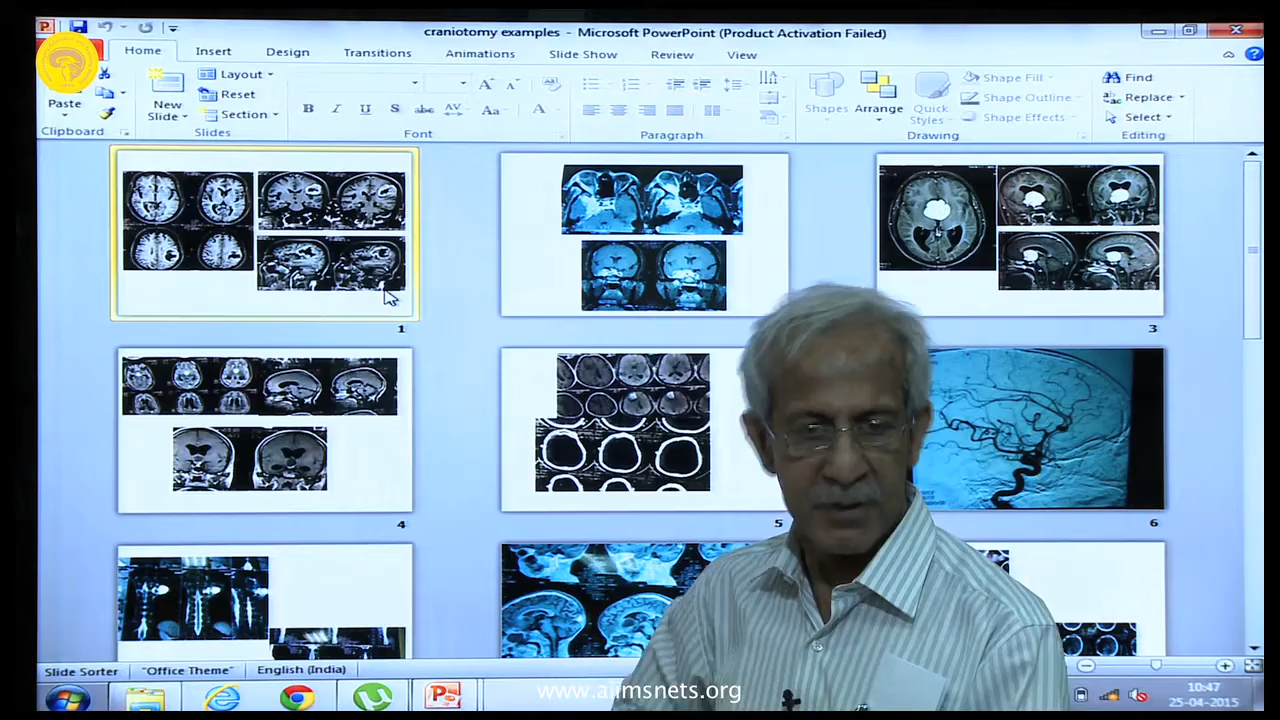 craniotomy examples - Microsoft PowerPoint (Product Activation Failed)
Home Insert Design Transitions Animations Slide Show Review View
Paste
Clipboard
New Slide
Layout
Reset
Section
Slides
B I U S abc AV Aa A
Font
Paragraph
Shapes
Arrange
Quick Styles
Shape Fill
Shape Outline
Shape Effects
Drawing
Find
Replace
Select
Editing
1
3
4
5
6
Slide Sorter "Office Theme" English (India)
www.aiimsnets.org
10:47
25-04-2015